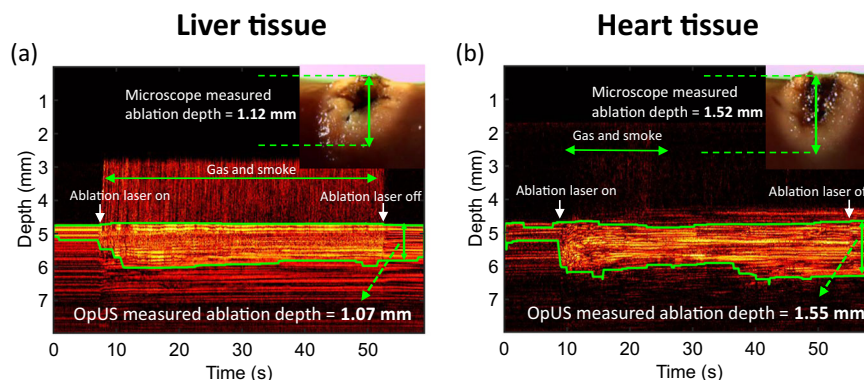 Liver tissue
Heart tissue
(a)
Microscope measured
ablation depth = 1.12 mm
Gas and smoke
Ablation laser on
Ablation laser off
OpUS measured ablation depth = 1.07 mm
Depth (mm)
1
2
3
4
5
6
7
0
10
20
30
40
50
Time (s)
(b)
Microscope measured
ablation depth = 1.52 mm
Gas and smoke
Ablation laser on
Ablation laser of
OpUS measured ablation depth = 1.55 mm
Depth (mm)
1
2
3
4
5
6
7
0
10
20
30
40
50
Time (s)